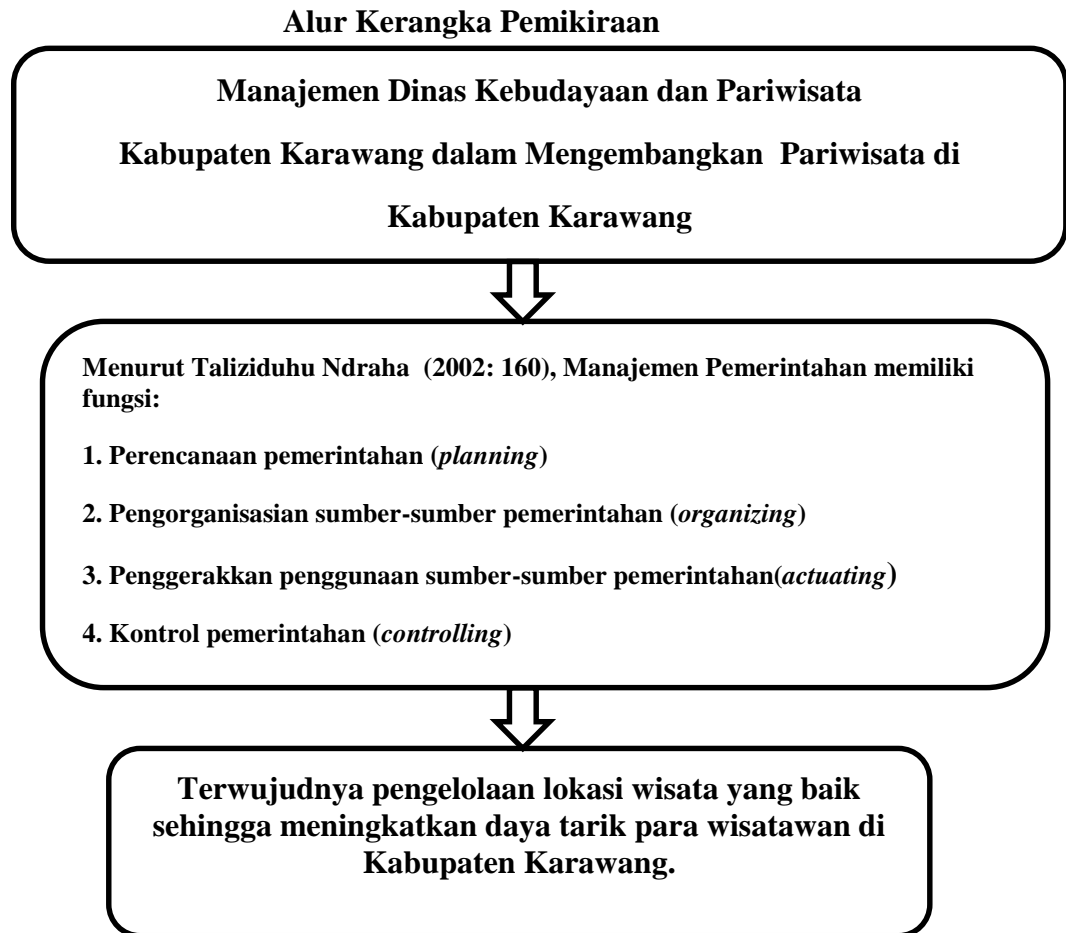 Alur Kerangka Pemikiraan
Manajemen Dinas Kebudayaan dan Pariwisata
Kabupaten Karawang dalam Mengembangkan Pariwisata di
Kabupaten Karawang
Menurut Taliziduhu Ndraha (2002: 160), Manajemen Pemerintahan memiliki
fungsi:
1. Perencanaan pemerintahan (planning)
2. Pengorganisasian sumber-sumber pemerintahan (organizing)
3. Penggerakkan penggunaan sumber-sumber pemerintahan(actuating)
4. Kontrol pemerintahan (controlling)
Terwujudnya pengelolaan lokasi wisata yang baik
sehingga meningkatkan daya tarik para wisatawan di
Kabupaten Karawang.